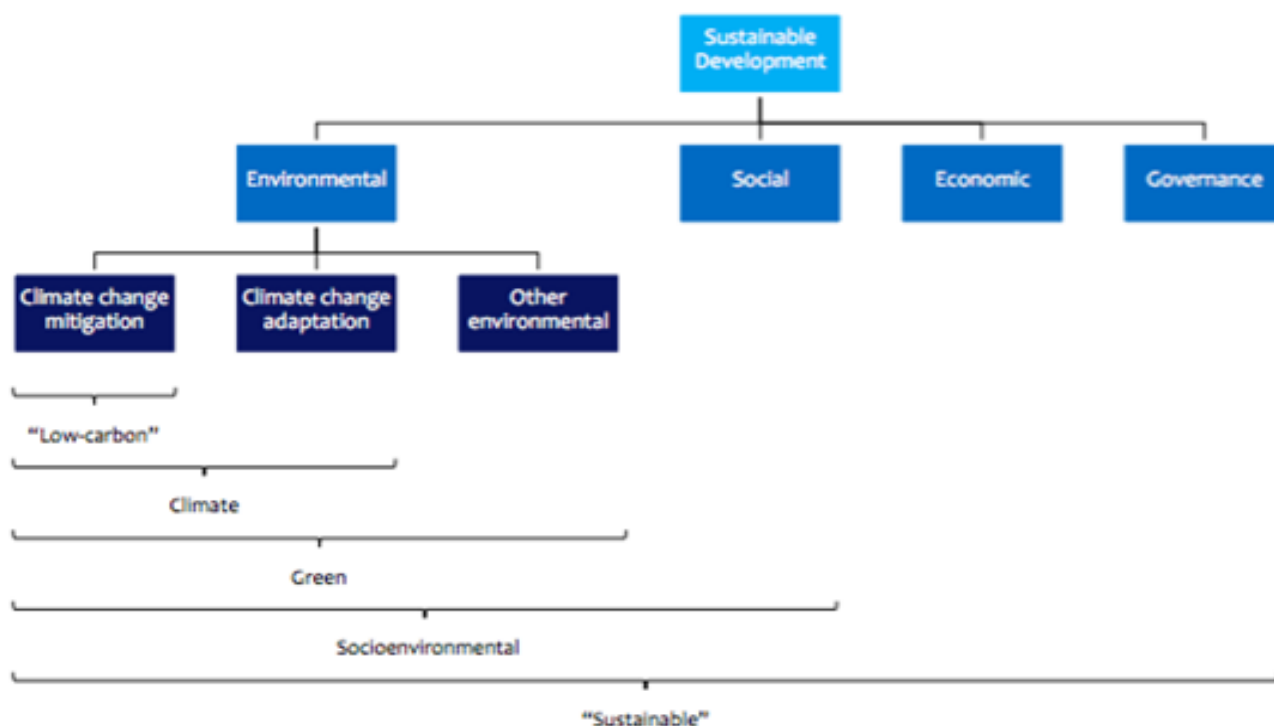 Sustainable
Development
Environmental
Social
Economic
Governance
Climate change
mitigation
Climate change
adaptation
Other
environmental
“Low-carbon”
Climate
Green
Socioenvironmental
“Sustainable”